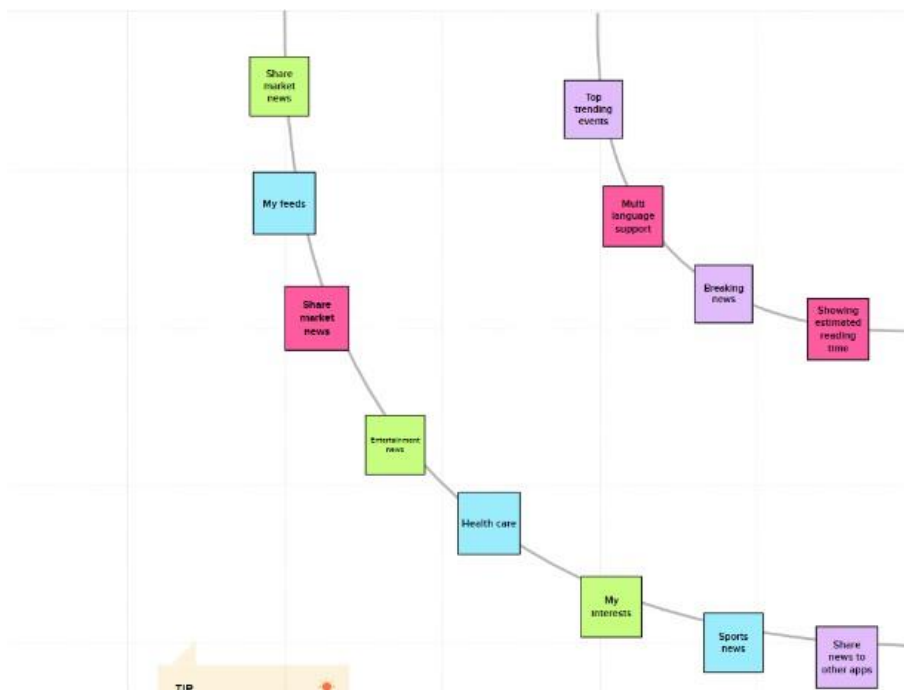 Share
market
news
My feeds
Share
market
news
Entertainment
news
Health care
My
interests
Sports
news
Share
news to
other apps
Top
trending
events
Multi
language
support
Breaking
news
Showing
estimated
reading
time
TIP